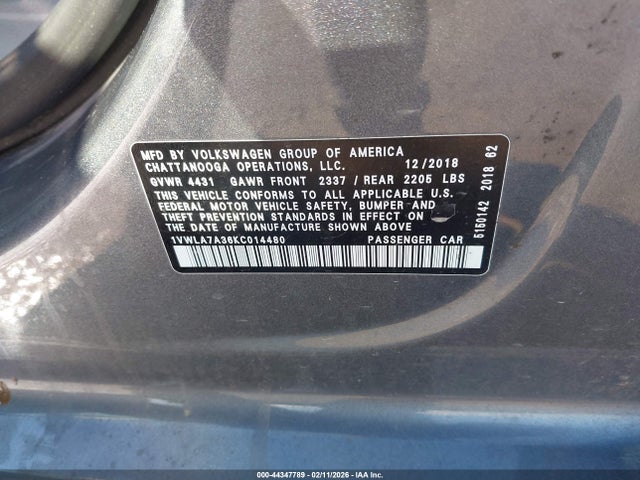 MFD BY VOLKSWAGEN GROUP OF AMERICA
CHATTANOOGA OPERATIONS, LLC. 12/2018
GVWR 4431 GAWR FRONT 2337 / REAR 2205 LBS
THIS VEHICLE CONFORMS TO ALL APPLICABLE U.S.
FEDERAL MOTOR VEHICLE SAFETY, BUMPER AND
THEFT PREVENTION STANDARDS IN EFFECT ON
THE DATE OF MANUFACTURE SHOWN ABOVE
1VWLA7A36KC014480 PASSENGER CAR
5150142 2018 62
000-44347789 - 02/11/2026 - IAA Inc.